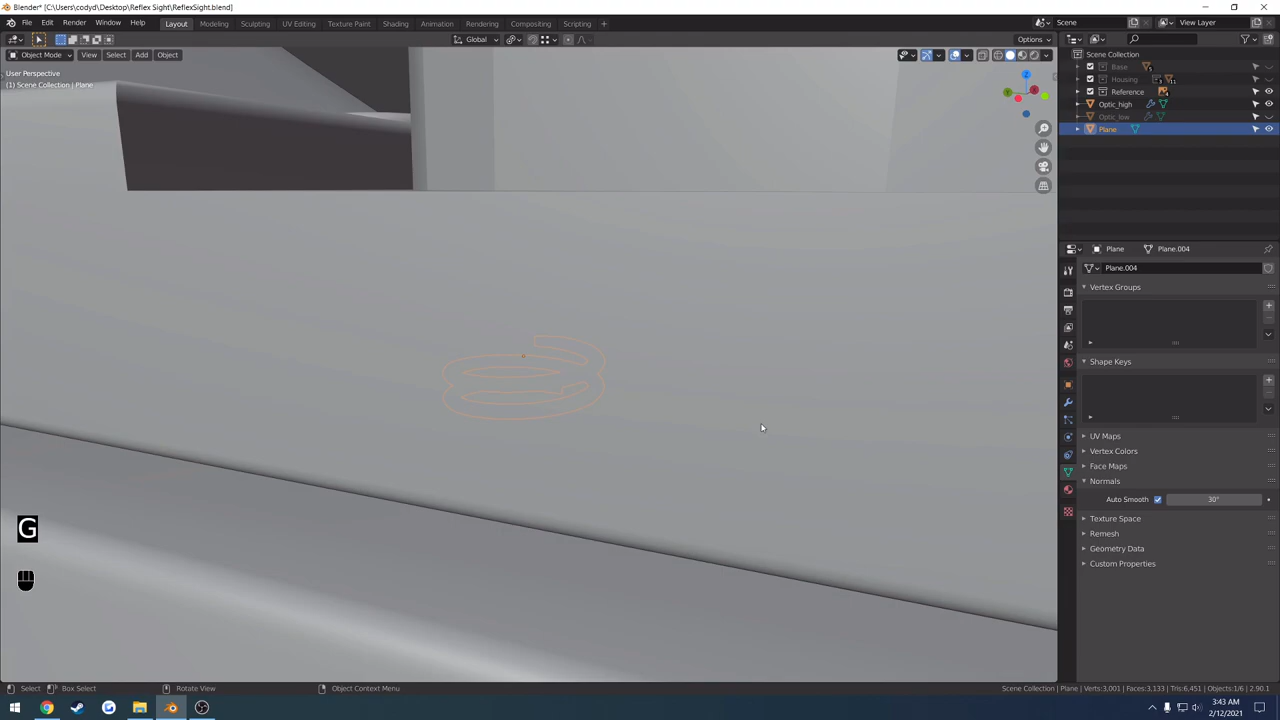 Blender* [C:\Users\codyd\Desktop\Reflex Sight\ReflexSight.blend]
File Edit Render Window Help Layout Modeling Sculpting UV Editing Texture Paint Shading Animation Rendering Compositing Scripting Scene View Layer
Global Options
Object Mode View Select Add Object
User Perspective
(1) Scene Collection | Plane
Scene Collection
Base
Housing
Reference
Optic_high
Optic_low
Plane
Plane Plane.004
Plane.004
Vertex Groups
Shape Keys
UV Maps
Vertex Colors
Face Maps
Normals
Auto Smooth 30°
Texture Space
Remesh
Geometry Data
Custom Properties
G
Select Box Select Rotate View Object Context Menu Scene Collection | Plane | Verts:3,001 | Faces:3,133 | Tris:6,451 | Objects:1/6 | 2.90.1
3:43 AM
2/12/2021